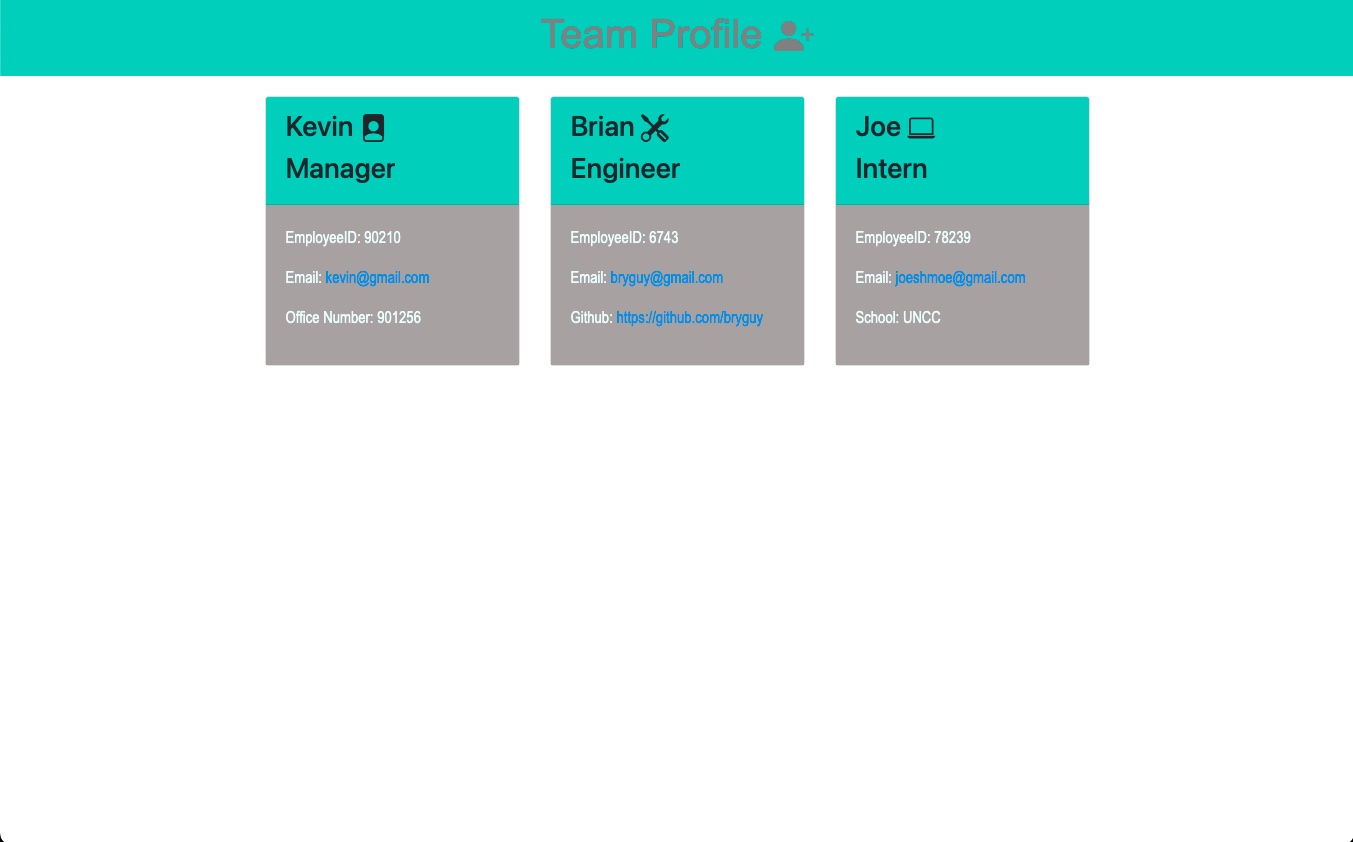 Team Profile
Kevin
Manager
EmployeeID: 90210
Email: kevin@gmail.com
Office Number: 901256
Brian
Engineer
EmployeeID: 6743
Email: bryguy@gmail.com
Github: https://github.com/bryguy
Joe
Intern
EmployeeID: 78239
Email: joeshmoe@gmail.com
School: UNCC